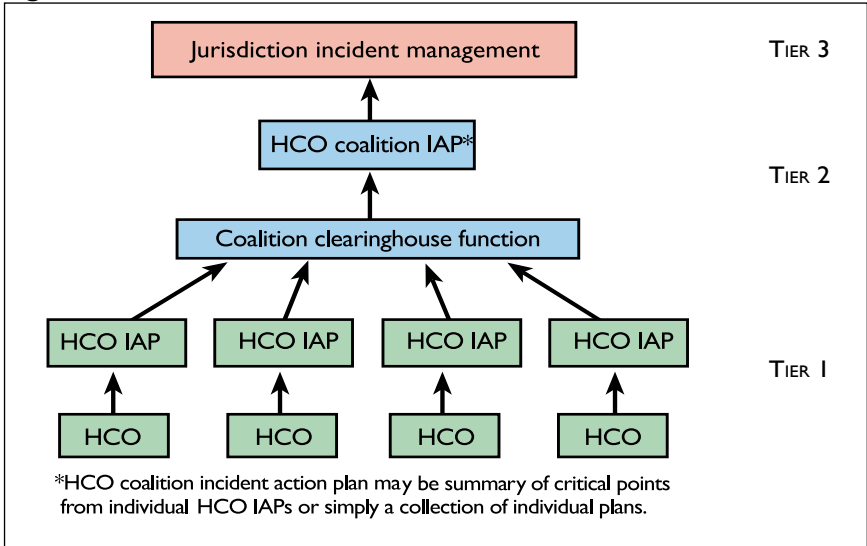 Jurisdiction incident management
TIER 3
HCO coalition IAP*
TIER 2
Coalition clearinghouse function
HCO IAP HCO IAP HCO IAP HCO IAP
TIER 1
HCO HCO HCO HCO
*HCO coalition incident action plan may be summary of critical points
from individual HCO IAPs or simply a collection of individual plans.